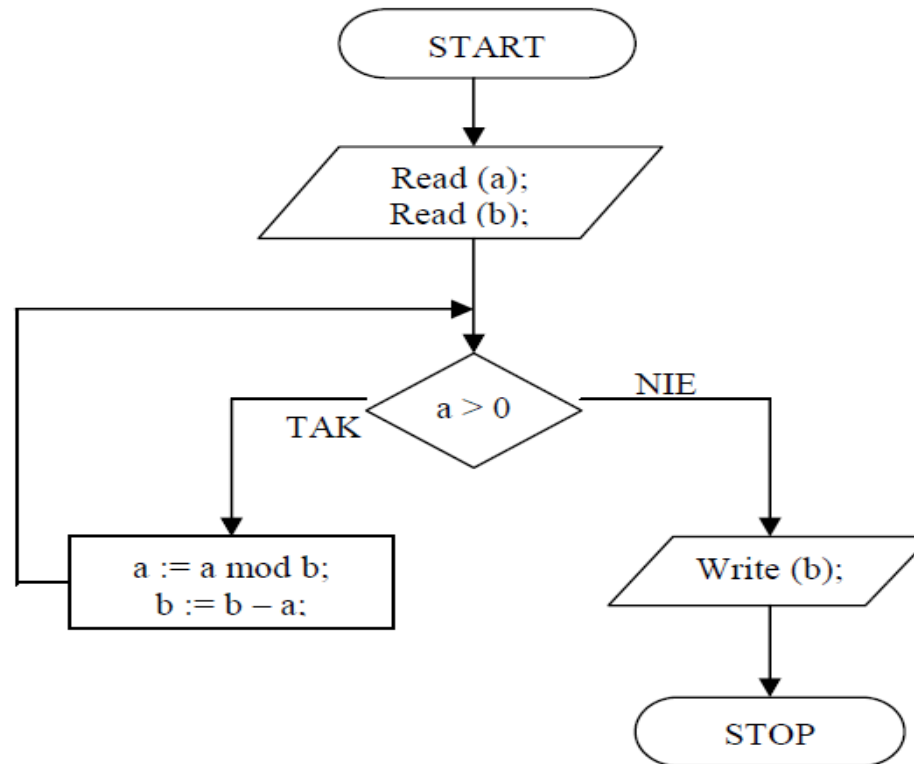 START
Read (a);
Read (b);
a > 0
TAK
NIE
a := a mod b;
b := b – a;
Write (b);
STOP